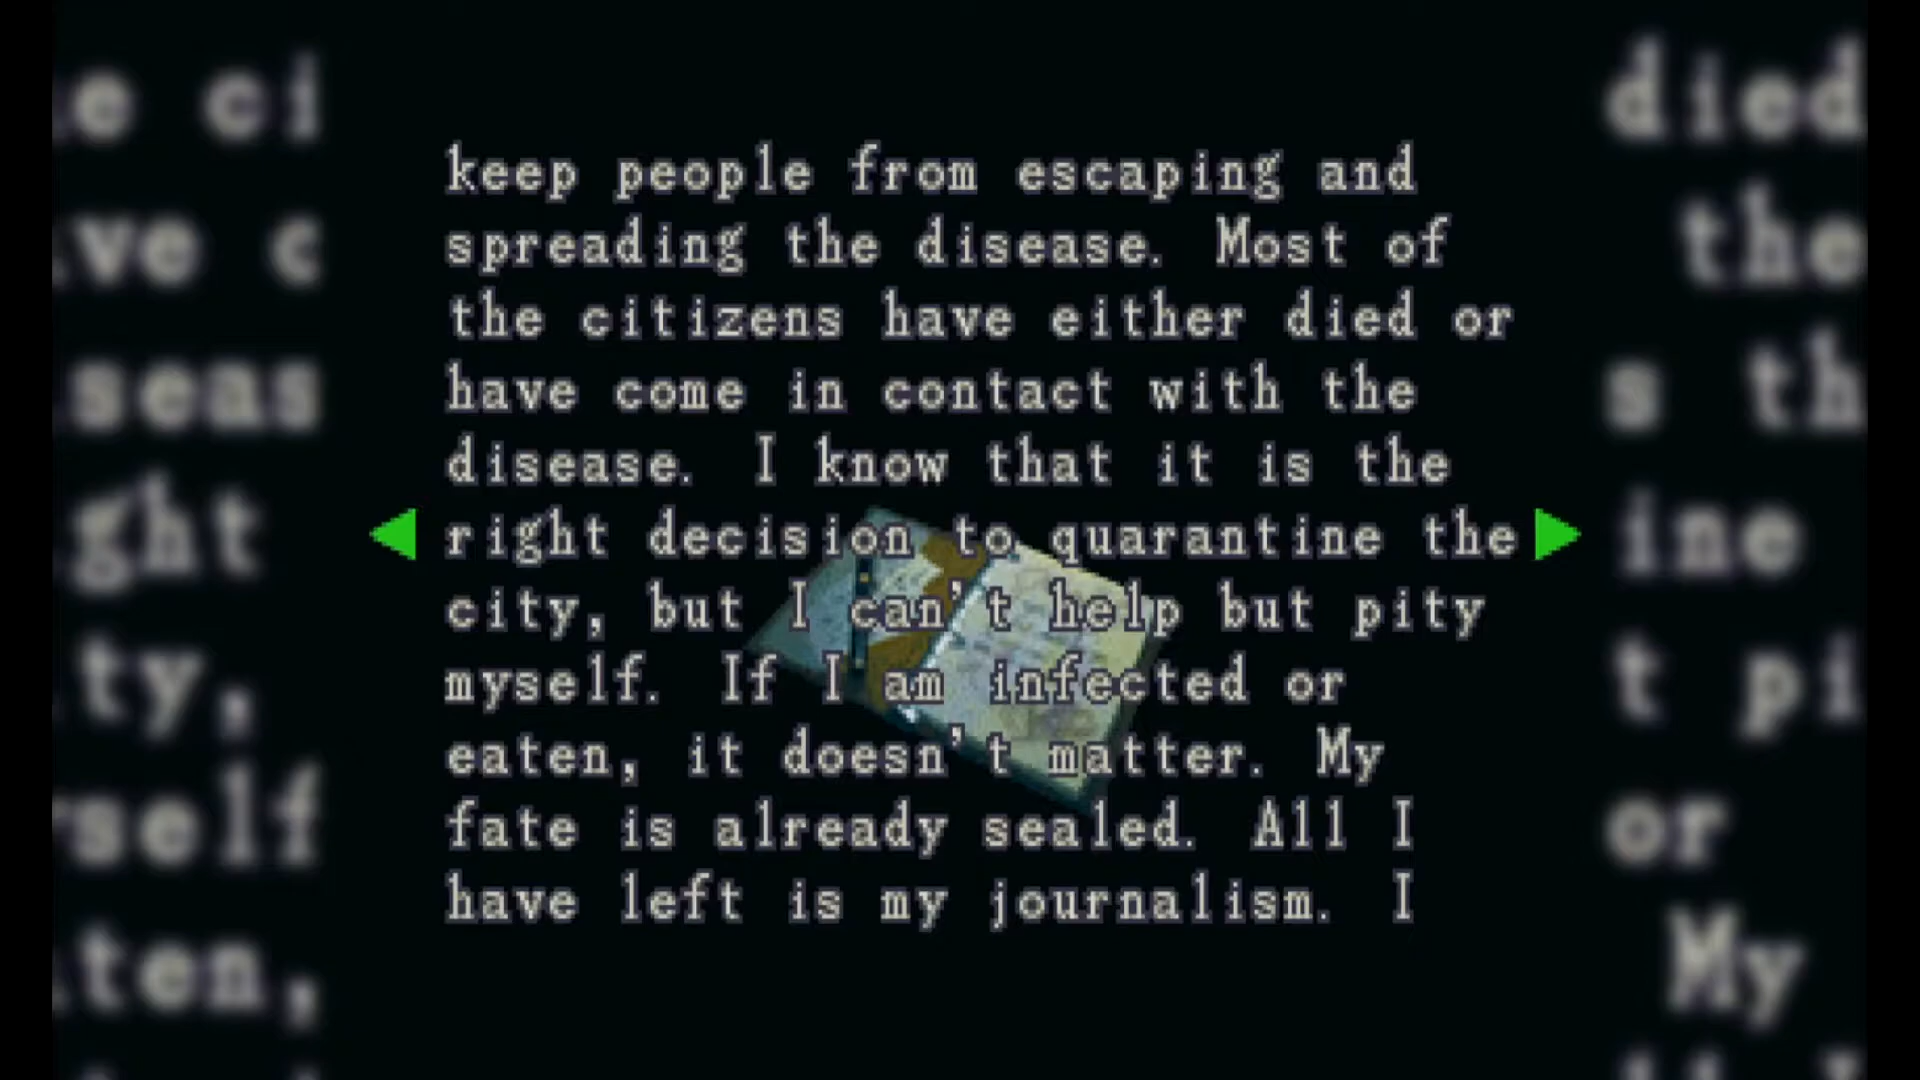 keep people from escaping and
spreading the disease. Most of
the citizens have either died or
have come in contact with the
disease. I know that it is the
right decision to quarantine the
city, but I can't help but pity
myself. If I am infected or
eaten, it doesn't matter. My
fate is already sealed. All I
have left is my journalism. I